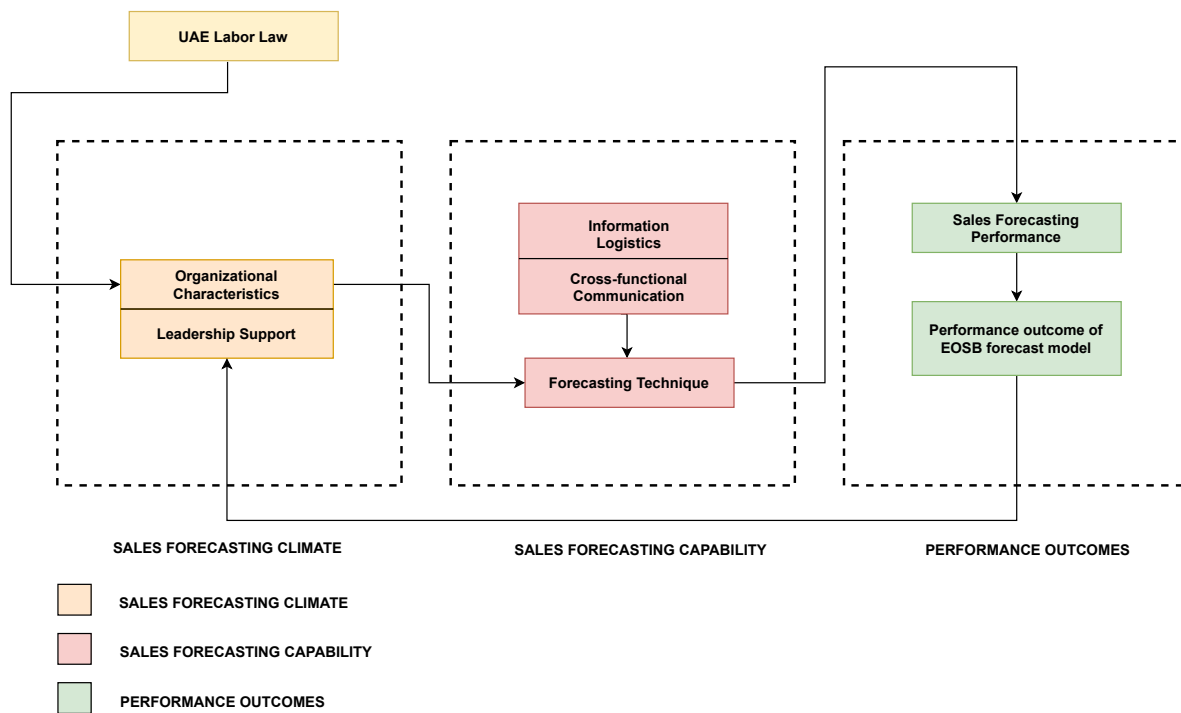 UAE Labor Law
Organizational
Characteristics
Leadership Support
Information
Logistics
Cross-functional
Communication
Forecasting Technique
Sales Forecasting
Performance
Performance outcome of
EOSB forecast model
SALES FORECASTING CLIMATE
SALES FORECASTING CAPABILITY
PERFORMANCE OUTCOMES
SALES FORECASTING CLIMATE
SALES FORECASTING CAPABILITY
PERFORMANCE OUTCOMES